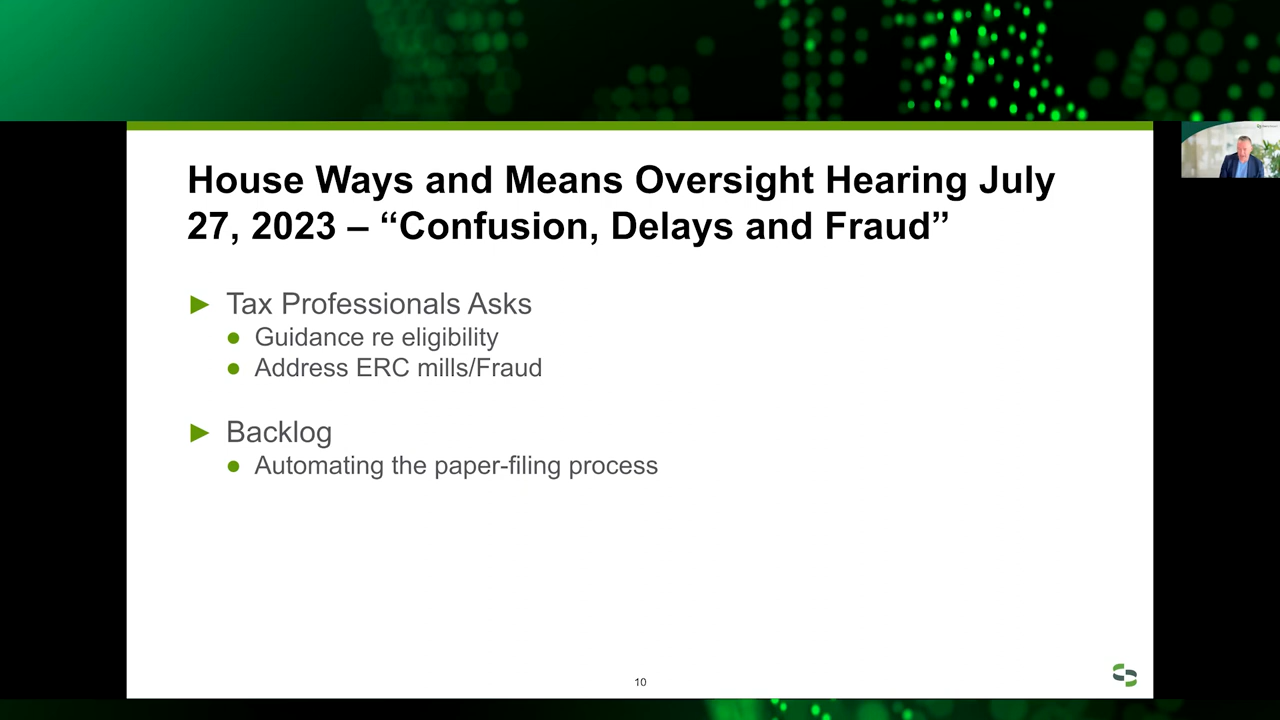 House Ways and Means Oversight Hearing July
27, 2023 – “Confusion, Delays and Fraud”
► Tax Professionals Asks
● Guidance re eligibility
● Address ERC mills/Fraud
► Backlog
● Automating the paper-filing process
10